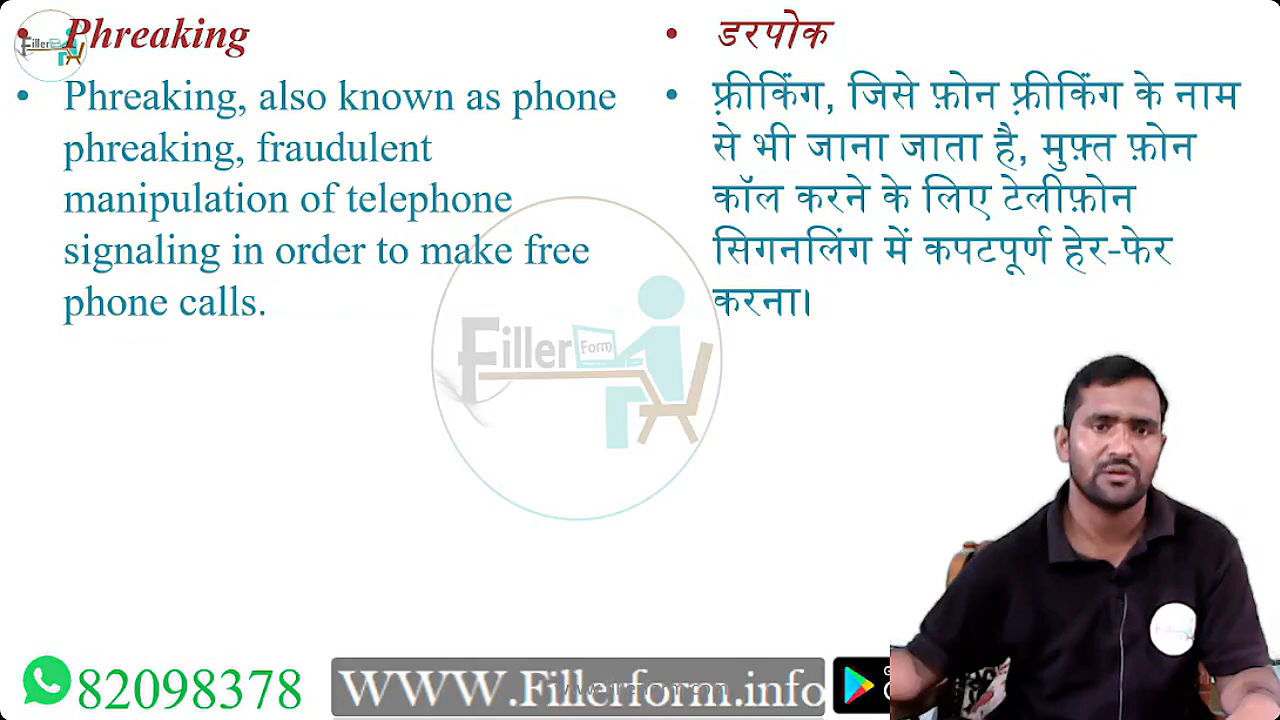 Phreaking
Phreaking, also known as phone
phreaking, fraudulent
manipulation of telephone
signaling in order to make free
phone calls.
डरपोक
फ़्रीकिंग, जिसे फ़ोन फ़्रीकिंग के नाम
से भी जाना जाता है, मुफ़्त फ़ोन
कॉल करने के लिए टेलीफ़ोन
सिगनलिंग में कपटपूर्ण हेर-फेर
करना।
Filler Form
82098378
WWW.Fillerform.info